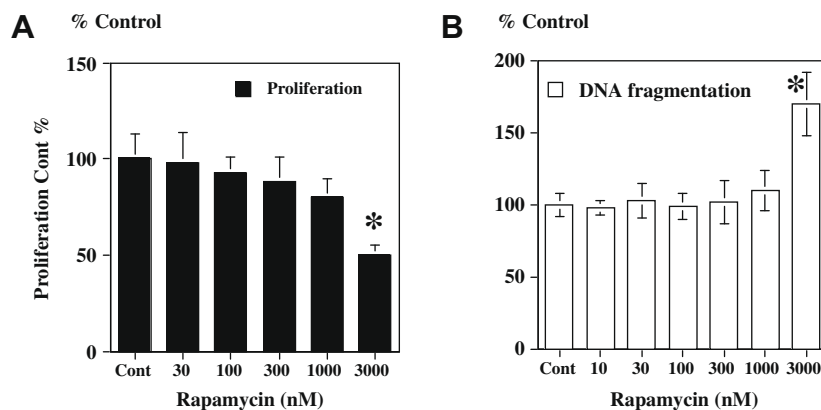 A
% Control
Proliferation Cont %
150
100
50
0
Proliferation
*
Cont 30 100 300 1000 3000
Rapamycin (nM)
B
% Control
200
150
100
50
0
DNA fragmentation
*
Cont 10 30 100 300 1000 3000
Rapamycin (nM)